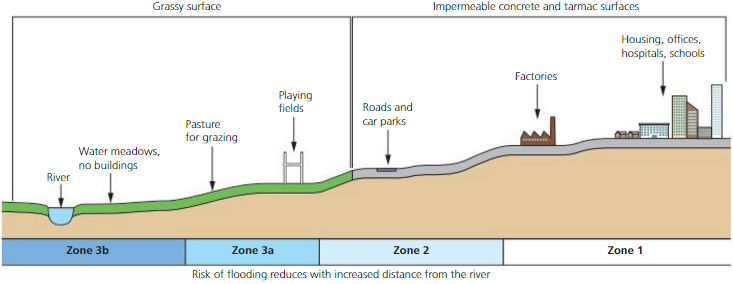 Grassy surface
Impermeable concrete and tarmac surfaces
Housing, offices,
hospitals, schools
Factories
Playing
fields
Roads and
car parks
Pasture
for grazing
Water meadows,
no buildings
River
Zone 3b
Zone 3a
Zone 2
Zone 1
Risk of flooding reduces with increased distance from the river